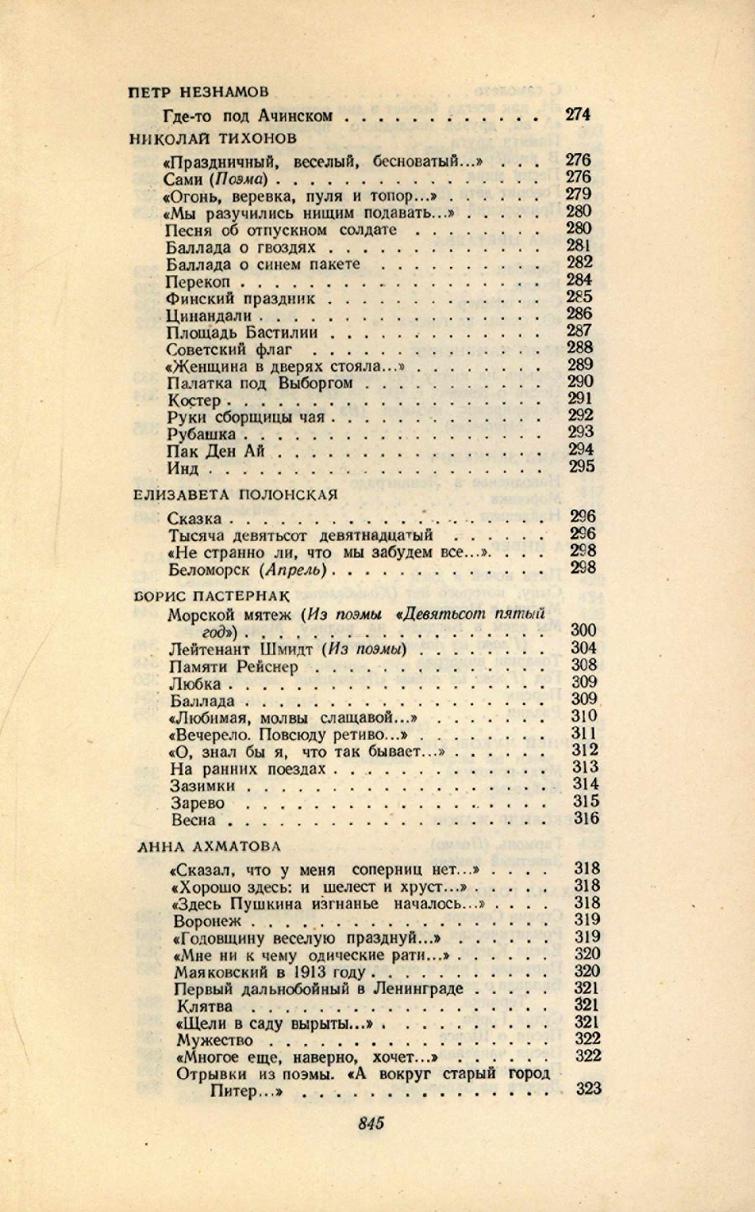 ПЕТР НЕЗНАМОВ
Где-то под Ачинском . . . . . . . . . . . . 274
НИКОЛАЙ ТИХОНОВ
«Праздничный, веселый, бесноватый...» . . . 276
Сами (Поэма) . . . . . . . . . . . . . . . . 276
«Огонь, веревка, пуля и топор...» . . . . . . 279
«Мы разучились нищим подавать...» . . . . . 280
Песня об отпускном солдате . . . . . . . . 280
Баллада о гвоздях . . . . . . . . . . . . . 281
Баллада о синем пакете . . . . . . . . . . 282
Перекоп . . . . . . . . . . . . . . . . . . 284
Финский праздник . . . . . . . . . . . . . 285
Цинандали . . . . . . . . . . . . . . . . . 286
Площадь Бастилии . . . . . . . . . . . . . 287
Советский флаг . . . . . . . . . . . . . . 288
«Женщина в дверях стояла...» . . . . . . . . 289
Палатка под Выборгом . . . . . . . . . . . 290
Костер . . . . . . . . . . . . . . . . . . . 291
Руки сборщицы чая . . . . . . . . . . . . . 292
Рубашка . . . . . . . . . . . . . . . . . . 293
Пак Ден Ай . . . . . . . . . . . . . . . . 294
Инд . . . . . . . . . . . . . . . . . . . . 295
ЕЛИЗАВЕТА ПОЛОНСКАЯ
Сказка . . . . . . . . . . . . . . . . . . . 296
Тысяча девятьсот девятнадцатый . . . . . . 296
«Не странно ли, что мы забудем все...». . . . 298
Беломорск (Апрель) . . . . . . . . . . . . . 298
БОРИС ПАСТЕРНАК
Морской мятеж (Из поэмы «Девятьсот пятый
год») . . . . . . . . . . . . . . . . . . 300
Лейтенант Шмидт (Из поэмы) . . . . . . . . 304
Памяти Рейснер . . . . . . . . . . . . . . 308
Любка . . . . . . . . . . . . . . . . . . . 309
Баллада . . . . . . . . . . . . . . . . . . 309
«Любимая, молвы слащавой...» . . . . . . . 310
«Вечерело. Повсюду ретиво...» . . . . . . . . 311
«О, знал бы я, что так бывает...» . . . . . . 312
На ранних поездах . . . . . . . . . . . . . 313
Зазимки . . . . . . . . . . . . . . . . . . 314
Зарево . . . . . . . . . . . . . . . . . . 315
Весна . . . . . . . . . . . . . . . . . . . 316
АННА АХМАТОВА
«Сказал, что у меня соперниц нет...» . . . . 318
«Хорошо здесь: и шелест и хруст...» . . . . . 318
«Здесь Пушкина изгнанье началось...» . . . . 318
Воронеж . . . . . . . . . . . . . . . . . . 319
«Годовщину веселую празднуй...» . . . . . . 319
«Мне ни к чему одические рати...» . . . . . . 320
Маяковский в 1913 году . . . . . . . . . . . 320
Первый дальнобойный в Ленинграде . . . . . 321
Клятва . . . . . . . . . . . . . . . . . . 321
«Щели в саду вырыты...» . . . . . . . . . . 321
Мужество . . . . . . . . . . . . . . . . . 322
«Многое еще, наверно, хочет...» . . . . . . 322
Отрывки из поэмы. «А вокруг старый город
Питер...» . . . . . . . . . . . . . . . 323
845